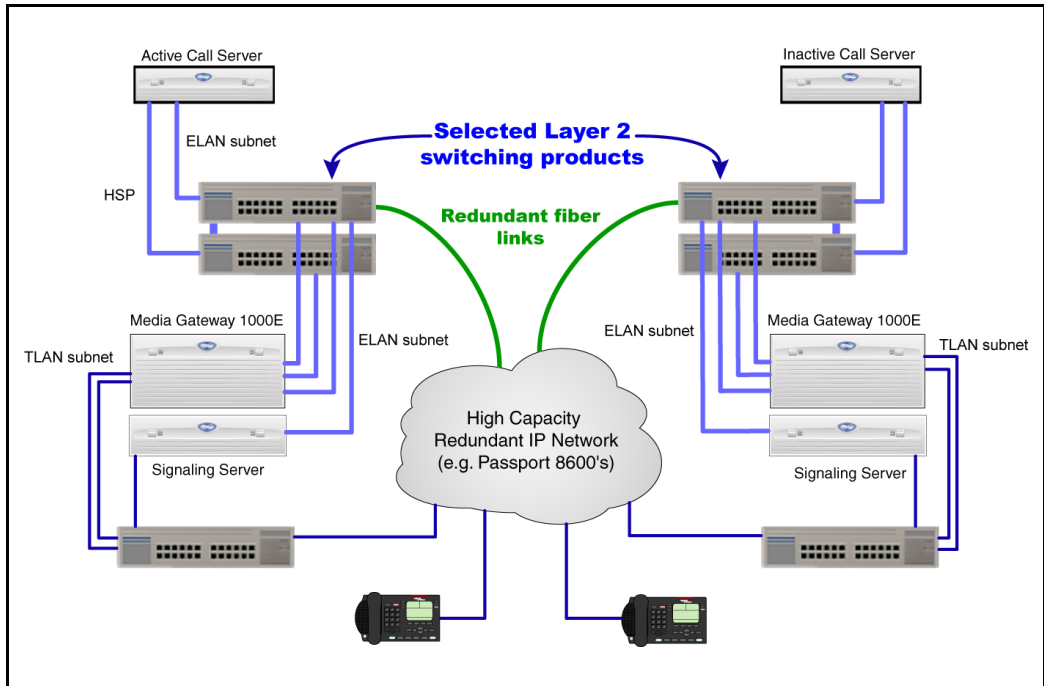 Active Call Server
Inactive Call Server
ELAN subnet
HSP
Selected Layer 2
switching products
Redundant fiber
links
Media Gateway 1000E
ELAN subnet
TLAN subnet
Signaling Server
ELAN subnet
Media Gateway 1000E
TLAN subnet
Signaling Server
High Capacity
Redundant IP Network
(e.g. Passport 8600's)